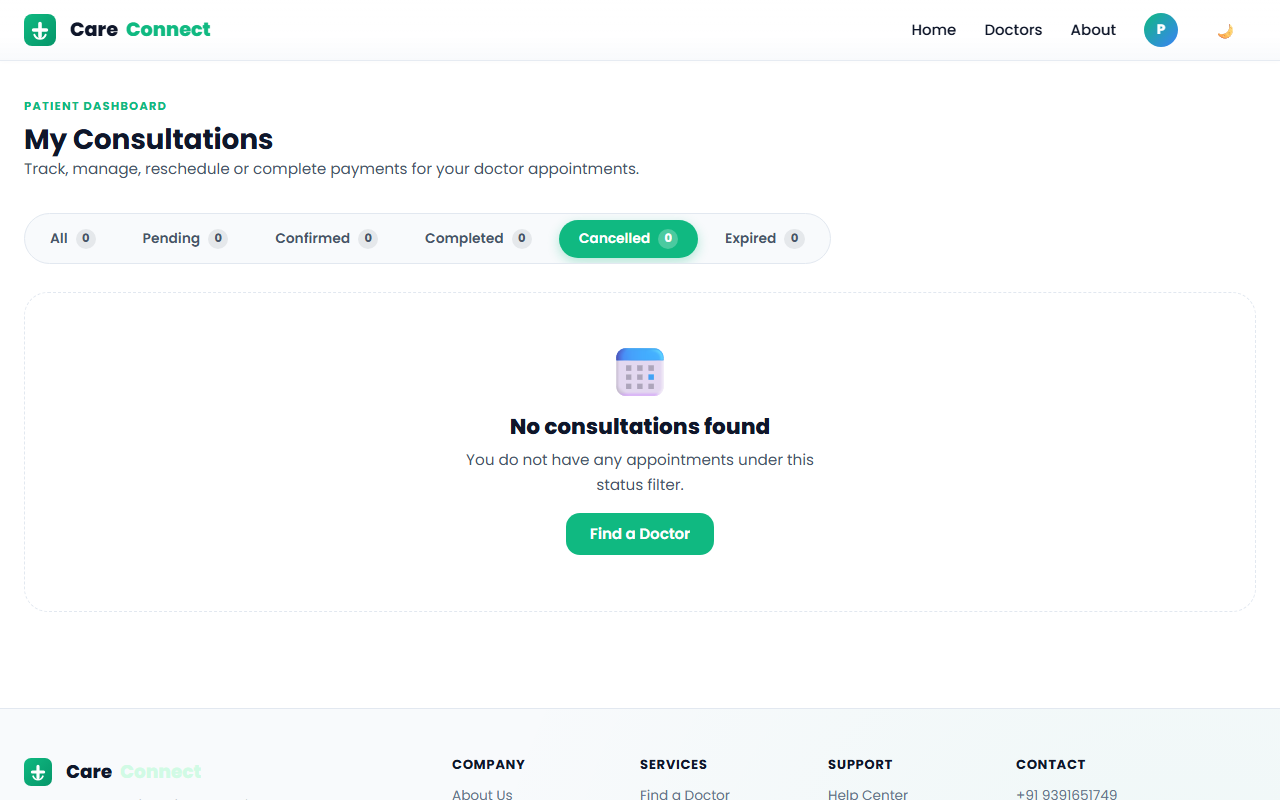 Care Connect
Home
Doctors
About
P
PATIENT DASHBOARD
My Consultations
Track, manage, reschedule or complete payments for your doctor appointments.
All 0
Pending 0
Confirmed 0
Completed 0
Cancelled 0
Expired 0
No consultations found
You do not have any appointments under this
status filter.
Find a Doctor
Care Connect
COMPANY
SERVICES
SUPPORT
CONTACT
About Us
Find a Doctor
Help Center
+91 9391651749